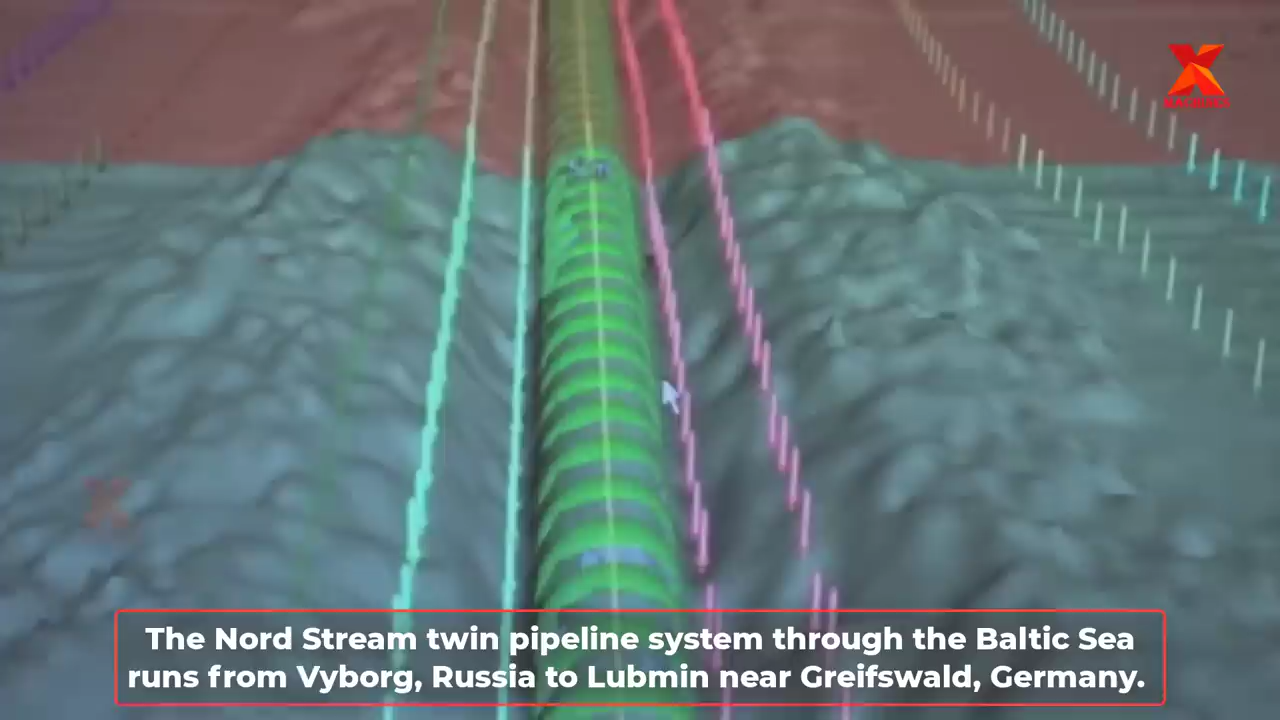 The Nord Stream twin pipeline system through the Baltic Sea
runs from Vyborg, Russia to Lubmin near Greifswald, Germany.